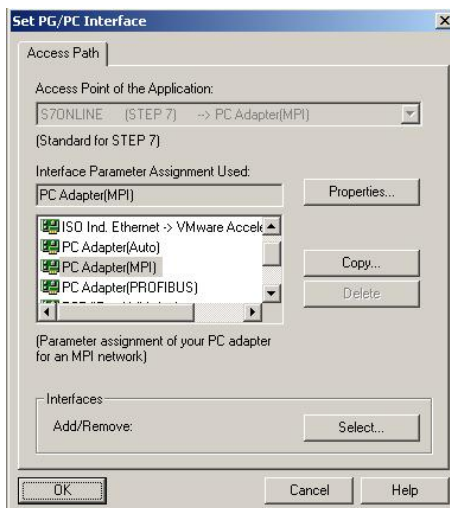 Set PG/PC Interface
Access Path
Access Point of the Application:
S7ONLINE (STEP 7) --> PC Adapter(MPI)
(Standard for STEP 7)
Interface Parameter Assignment Used:
PC Adapter(MPI)
Properties...
ISO Ind. Ethernet -> VMware Accele
PC Adapter(Auto)
PC Adapter(MPI)
Copy...
PC Adapter(PROFIBUS)
Delete
(Parameter assignment of your PC adapter
for an MPI network)
Interfaces
Add/Remove:
Select...
OK
Cancel
Help